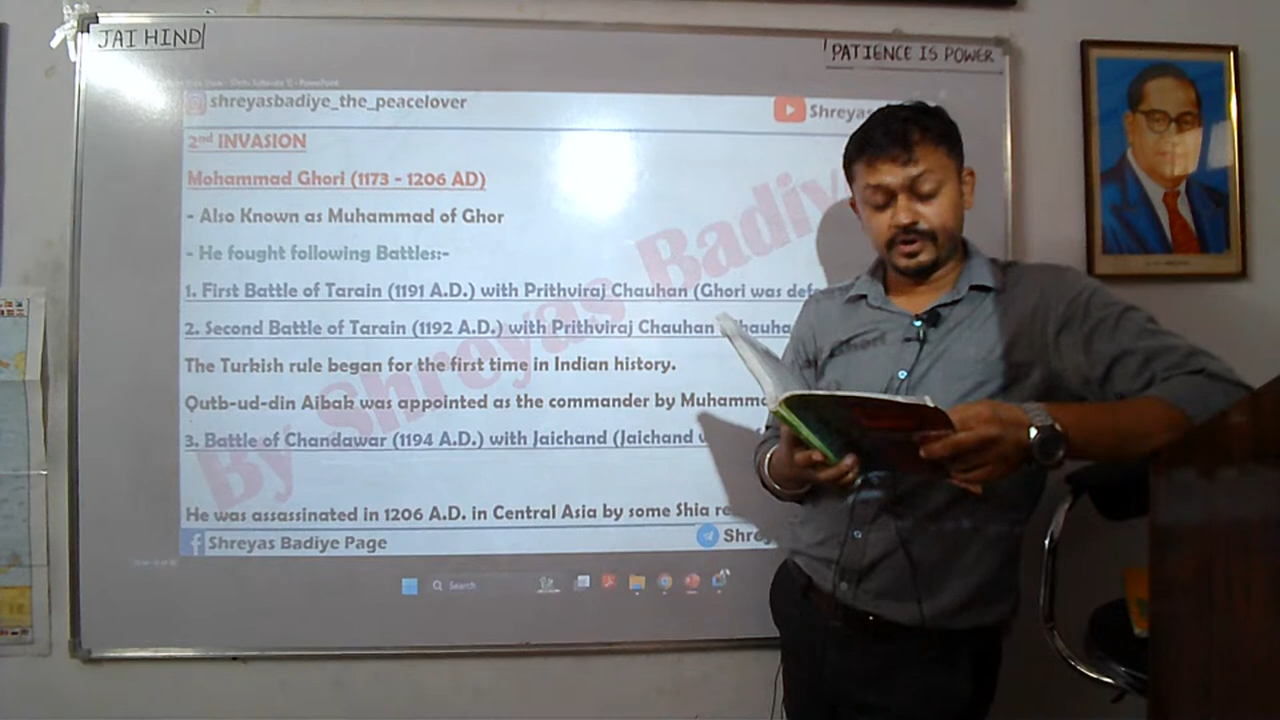 JAI HIND
PATIENCE IS POWER
shreyasbadiye_the_peacelover
Shreyas
2nd INVASION
Mohammad Ghori (1173 - 1206 AD)
- Also Known as Muhammad of Ghor
- He fought following Battles:-
1. First Battle of Tarain (1191 A.D.) with Prithviraj Chauhan (Ghori was defe
2. Second Battle of Tarain (1192 A.D.) with Prithviraj Chauhan
The Turkish rule began for the first time in Indian history.
Qutb-ud-din Aibak was appointed as the commander by Muhamm
3. Battle of Chandawar (1194 A.D.) with Jaichand (Jaichand
He was assassinated in 1206 A.D. in Central Asia by some Shia re
By Shreyas Badiy
Shreyas Badiye Page
Shrey
Search